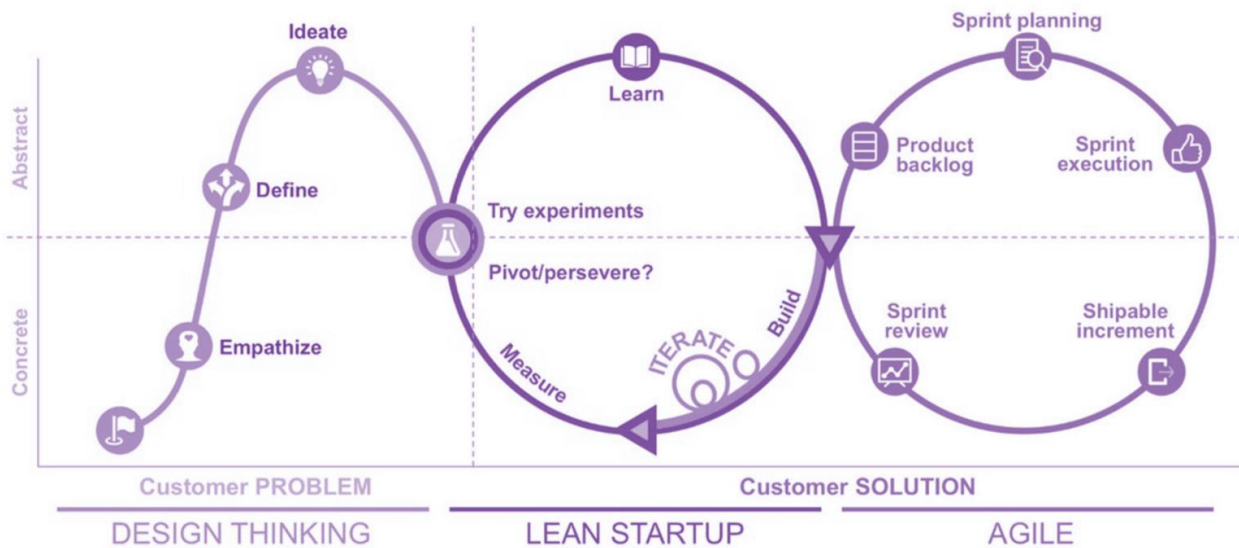 Abstract
Concrete
Ideate
Define
Empathize
Learn
Try experiments
Pivot/persevere?
Measure
ITERATE
Build
Sprint planning
Product
backlog
Sprint
execution
Sprint
review
Shipable
increment
Customer PROBLEM
Customer SOLUTION
DESIGN THINKING
LEAN STARTUP
AGILE